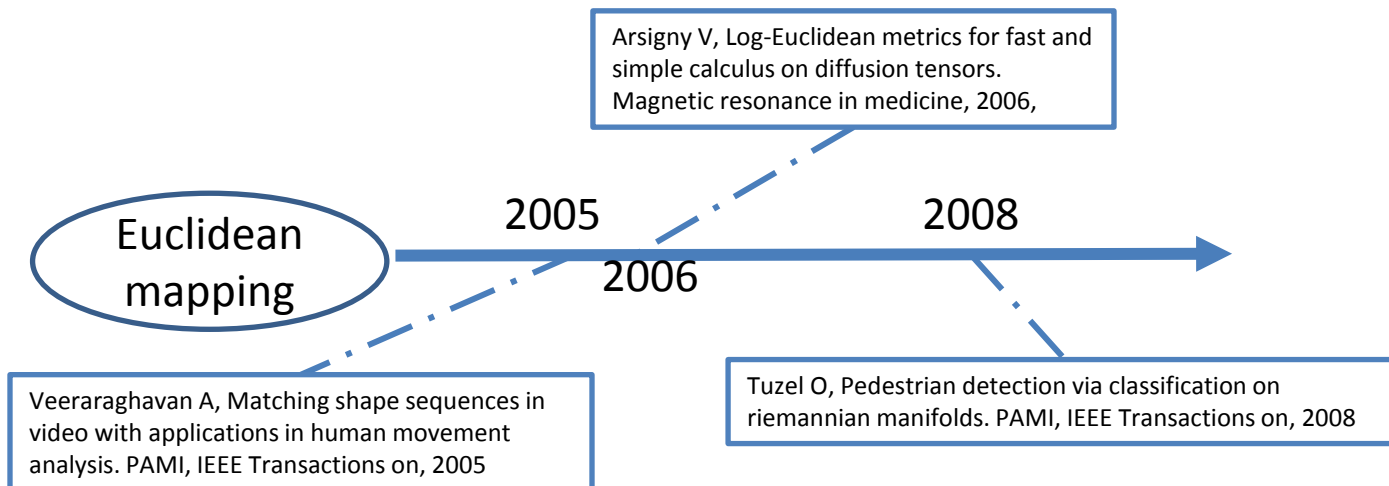 Arsigny V, Log-Euclidean metrics for fast and
simple calculus on diffusion tensors.
Magnetic resonance in medicine, 2006,
Euclidean
mapping
2005
2006
2008
Veeraraghavan A, Matching shape sequences in
video with applications in human movement
analysis. PAMI, IEEE Transactions on, 2005
Tuzel O, Pedestrian detection via classification on
riemannian manifolds. PAMI, IEEE Transactions on, 2008